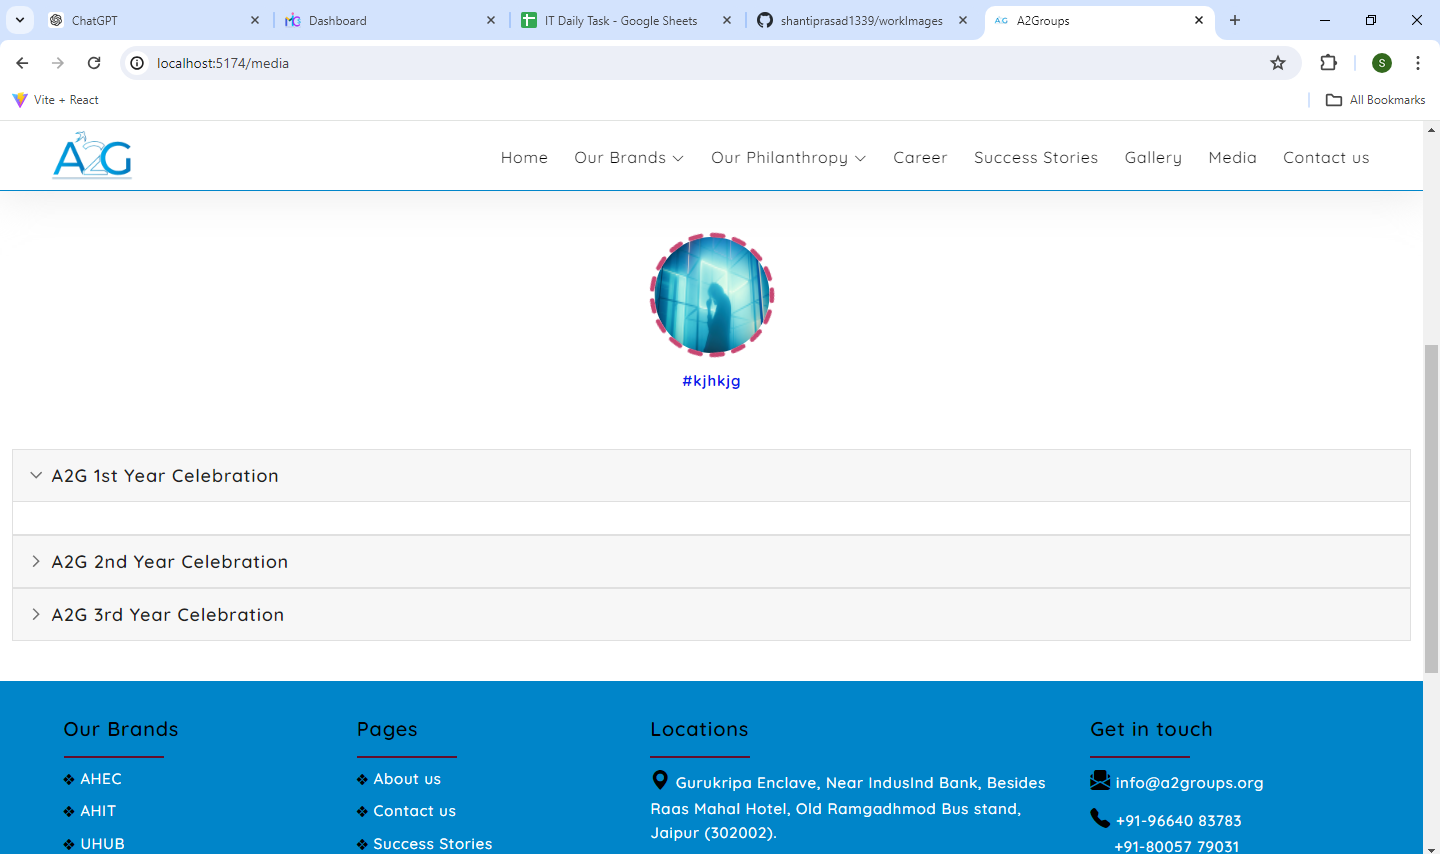 ChatGPT
Dashboard
IT Daily Task - Google Sheets
shantiprasad1339/workImages
A2Groups
localhost:5174/media
S
Vite + React
All Bookmarks
A2G
Home
Our Brands
Our Philanthropy
Career
Success Stories
Gallery
Media
Contact us
#kjhkjg
A2G 1st Year Celebration
A2G 2nd Year Celebration
A2G 3rd Year Celebration
Our Brands
AHEC
AHIT
UHUB
Pages
About us
Contact us
Success Stories
Locations
Gurukripa Enclave, Near IndusInd Bank, Besides
Raas Mahal Hotel, Old Ramgadhmod Bus stand,
Jaipur (302002).
Get in touch
info@a2groups.org
+91-96640 83783
+91-80057 79031